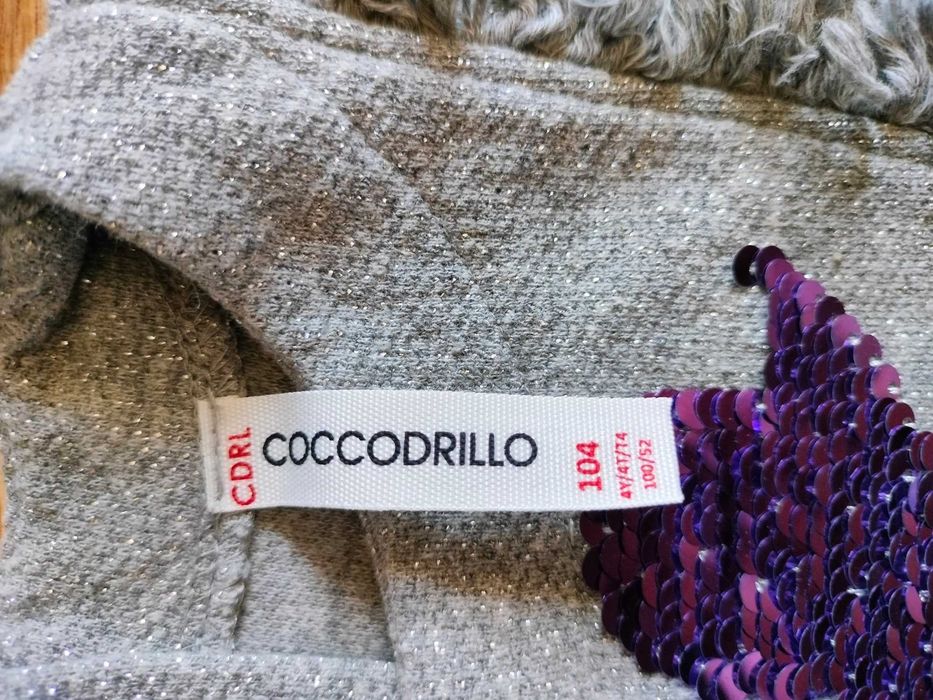 CDRL
COCCODRILLO
104
4Y/4T/T4
100/52